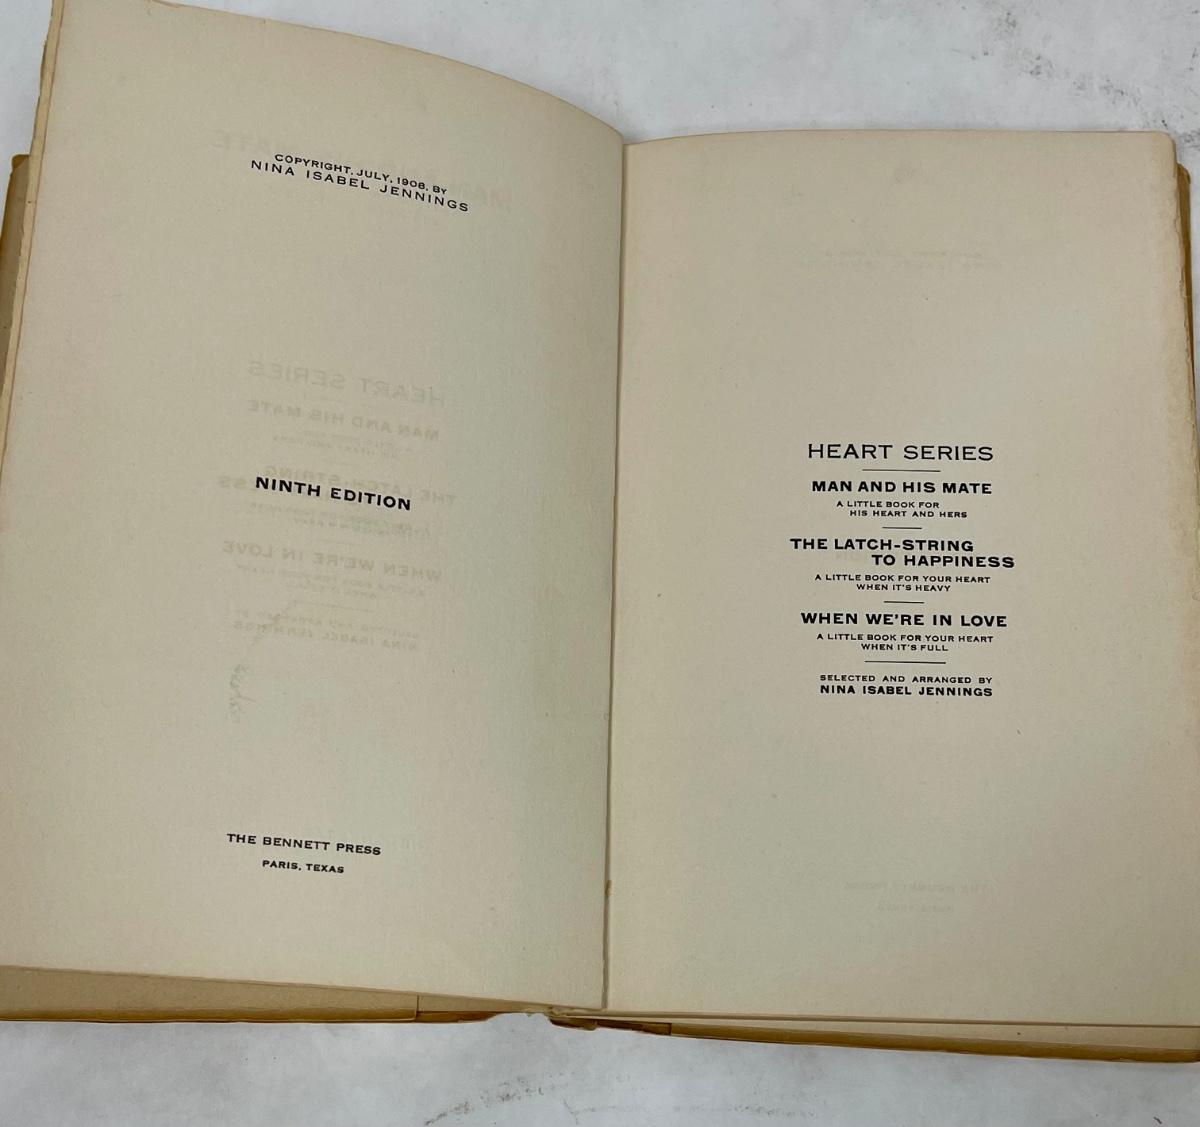 COPYRIGHT, JULY, 1908, BY
NINA ISABEL JENNINGS
NINTH EDITION
THE BENNETT PRESS
PARIS, TEXAS
HEART SERIES
MAN AND HIS MATE
A LITTLE BOOK FOR
HIS HEART AND HERS
THE LATCH-STRING
TO HAPPINESS
A LITTLE BOOK FOR YOUR HEART
WHEN IT'S HEAVY
WHEN WE'RE IN LOVE
A LITTLE BOOK FOR YOUR HEART
WHEN IT'S FULL
SELECTED AND ARRANGED BY
NINA ISABEL JENNINGS